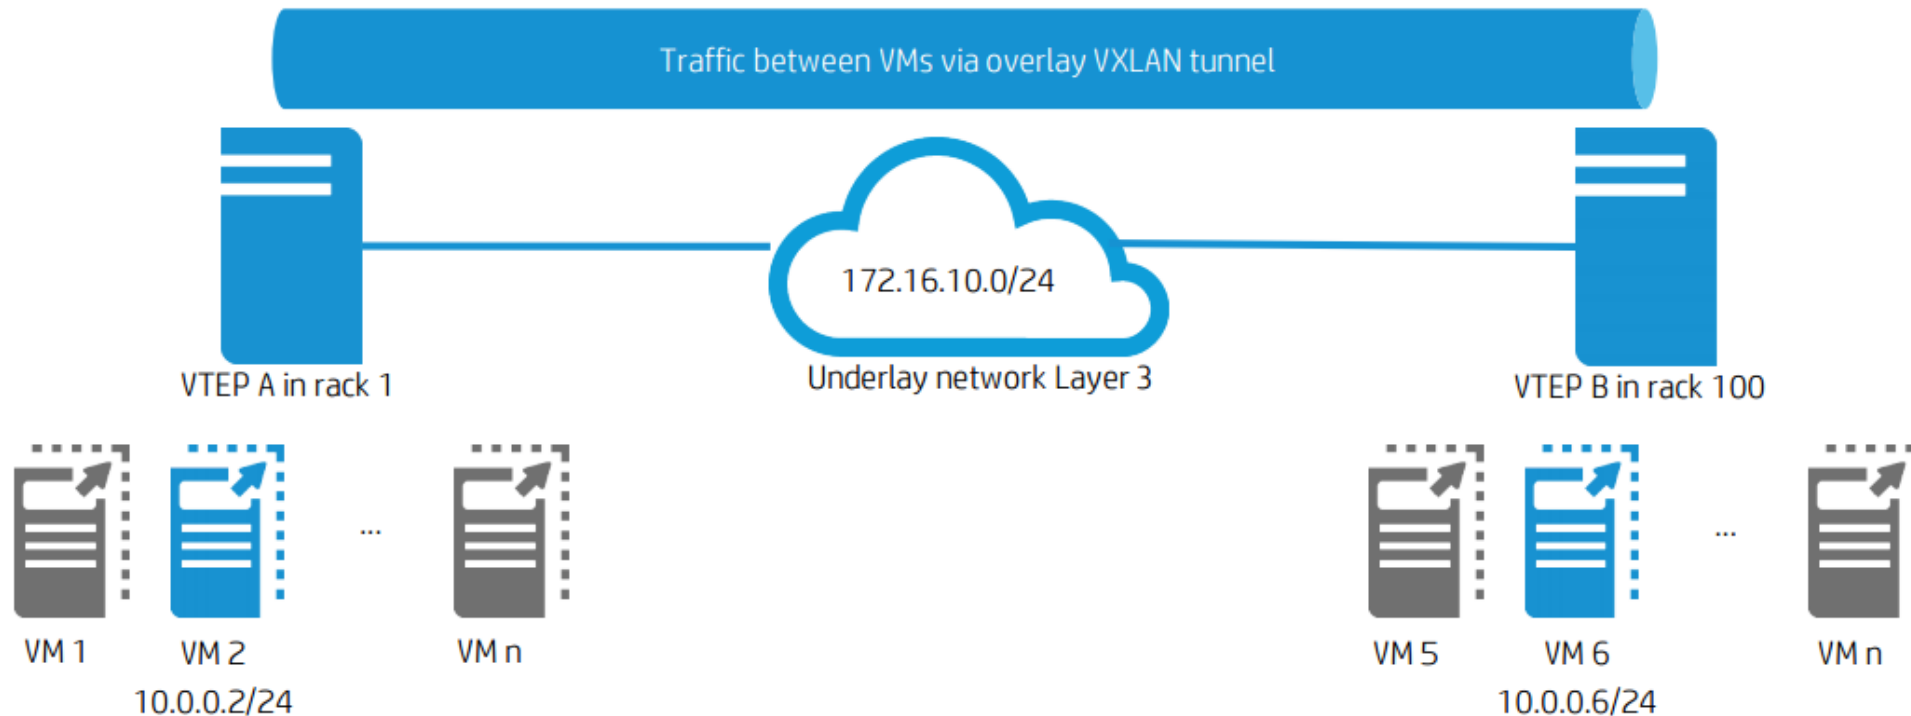 Traffic between VMs via overlay VXLAN tunnel
172.16.10.0/24
VTEP A in rack 1
Underlay network Layer 3
VTEP B in rack 100
...
...
VM 1
VM 2
VM n
VM 5
VM 6
VM n
10.0.0.2/24
10.0.0.6/24